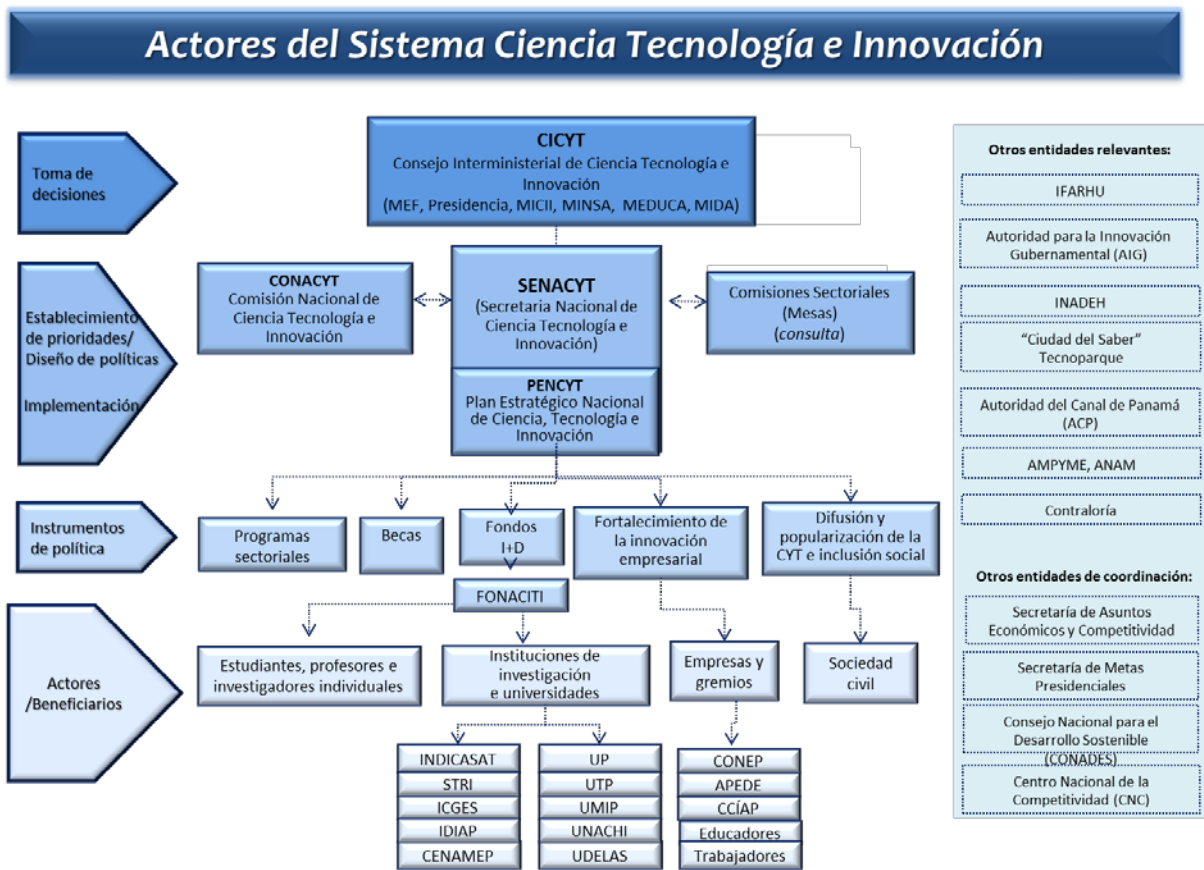 Actores del Sistema Ciencia Tecnología e Innovación
Toma de
decisiones
CICYT
Consejo Interministerial de Ciencia Tecnología e
Innovación
(MEF, Presidencia, MICII, MINSA, MEDUCA, MIDA)
Establecimiento
de prioridades/
Diseño de políticas
Implementación
CONACYT
Comisión Nacional de
Ciencia Tecnología e
Innovación
SENACYT
(Secretaria Nacional de
Ciencia Tecnología e
Innovación)
Comisiones Sectoriales
(Mesas)
(consulta)
PENCYT
Plan Estratégico Nacional
de Ciencia, Tecnología e
Innovación
Instrumentos
de política
Programas
sectoriales
Becas
Fondos
I+D
Fortalecimiento de
la innovación
empresarial
Difusión y
popularización de la
CYT e inclusión social
FONACITI
Actores
/Beneficiarios
Estudiantes, profesores e
investigadores individuales
Instituciones de
investigación
e universidades
Empresas y
gremios
Sociedad
civil
INDICASAT
STRI
ICGES
IDIAP
CENAMEP
UP
UTP
UMIP
UNACHI
UDELAS
CONEP
APEDE
CCÍAP
Educadores
Trabajadores
Otros entidades relevantes:
IFARHU
Autoridad para la Innovación
Gubernamental (AIG)
INADEH
“Ciudad del Saber”
Tecnoparque
Autoridad del Canal de Panamá
(ACP)
AMPYME, ANAM
Contraloría
Otros entidades de coordinación:
Secretaría de Asuntos
Económicos y Competitividad
Secretaría de Metas
Presidenciales
Consejo Nacional para el
Desarrollo Sostenible
(CONADES)
Centro Nacional de la
Competitividad (CNC)